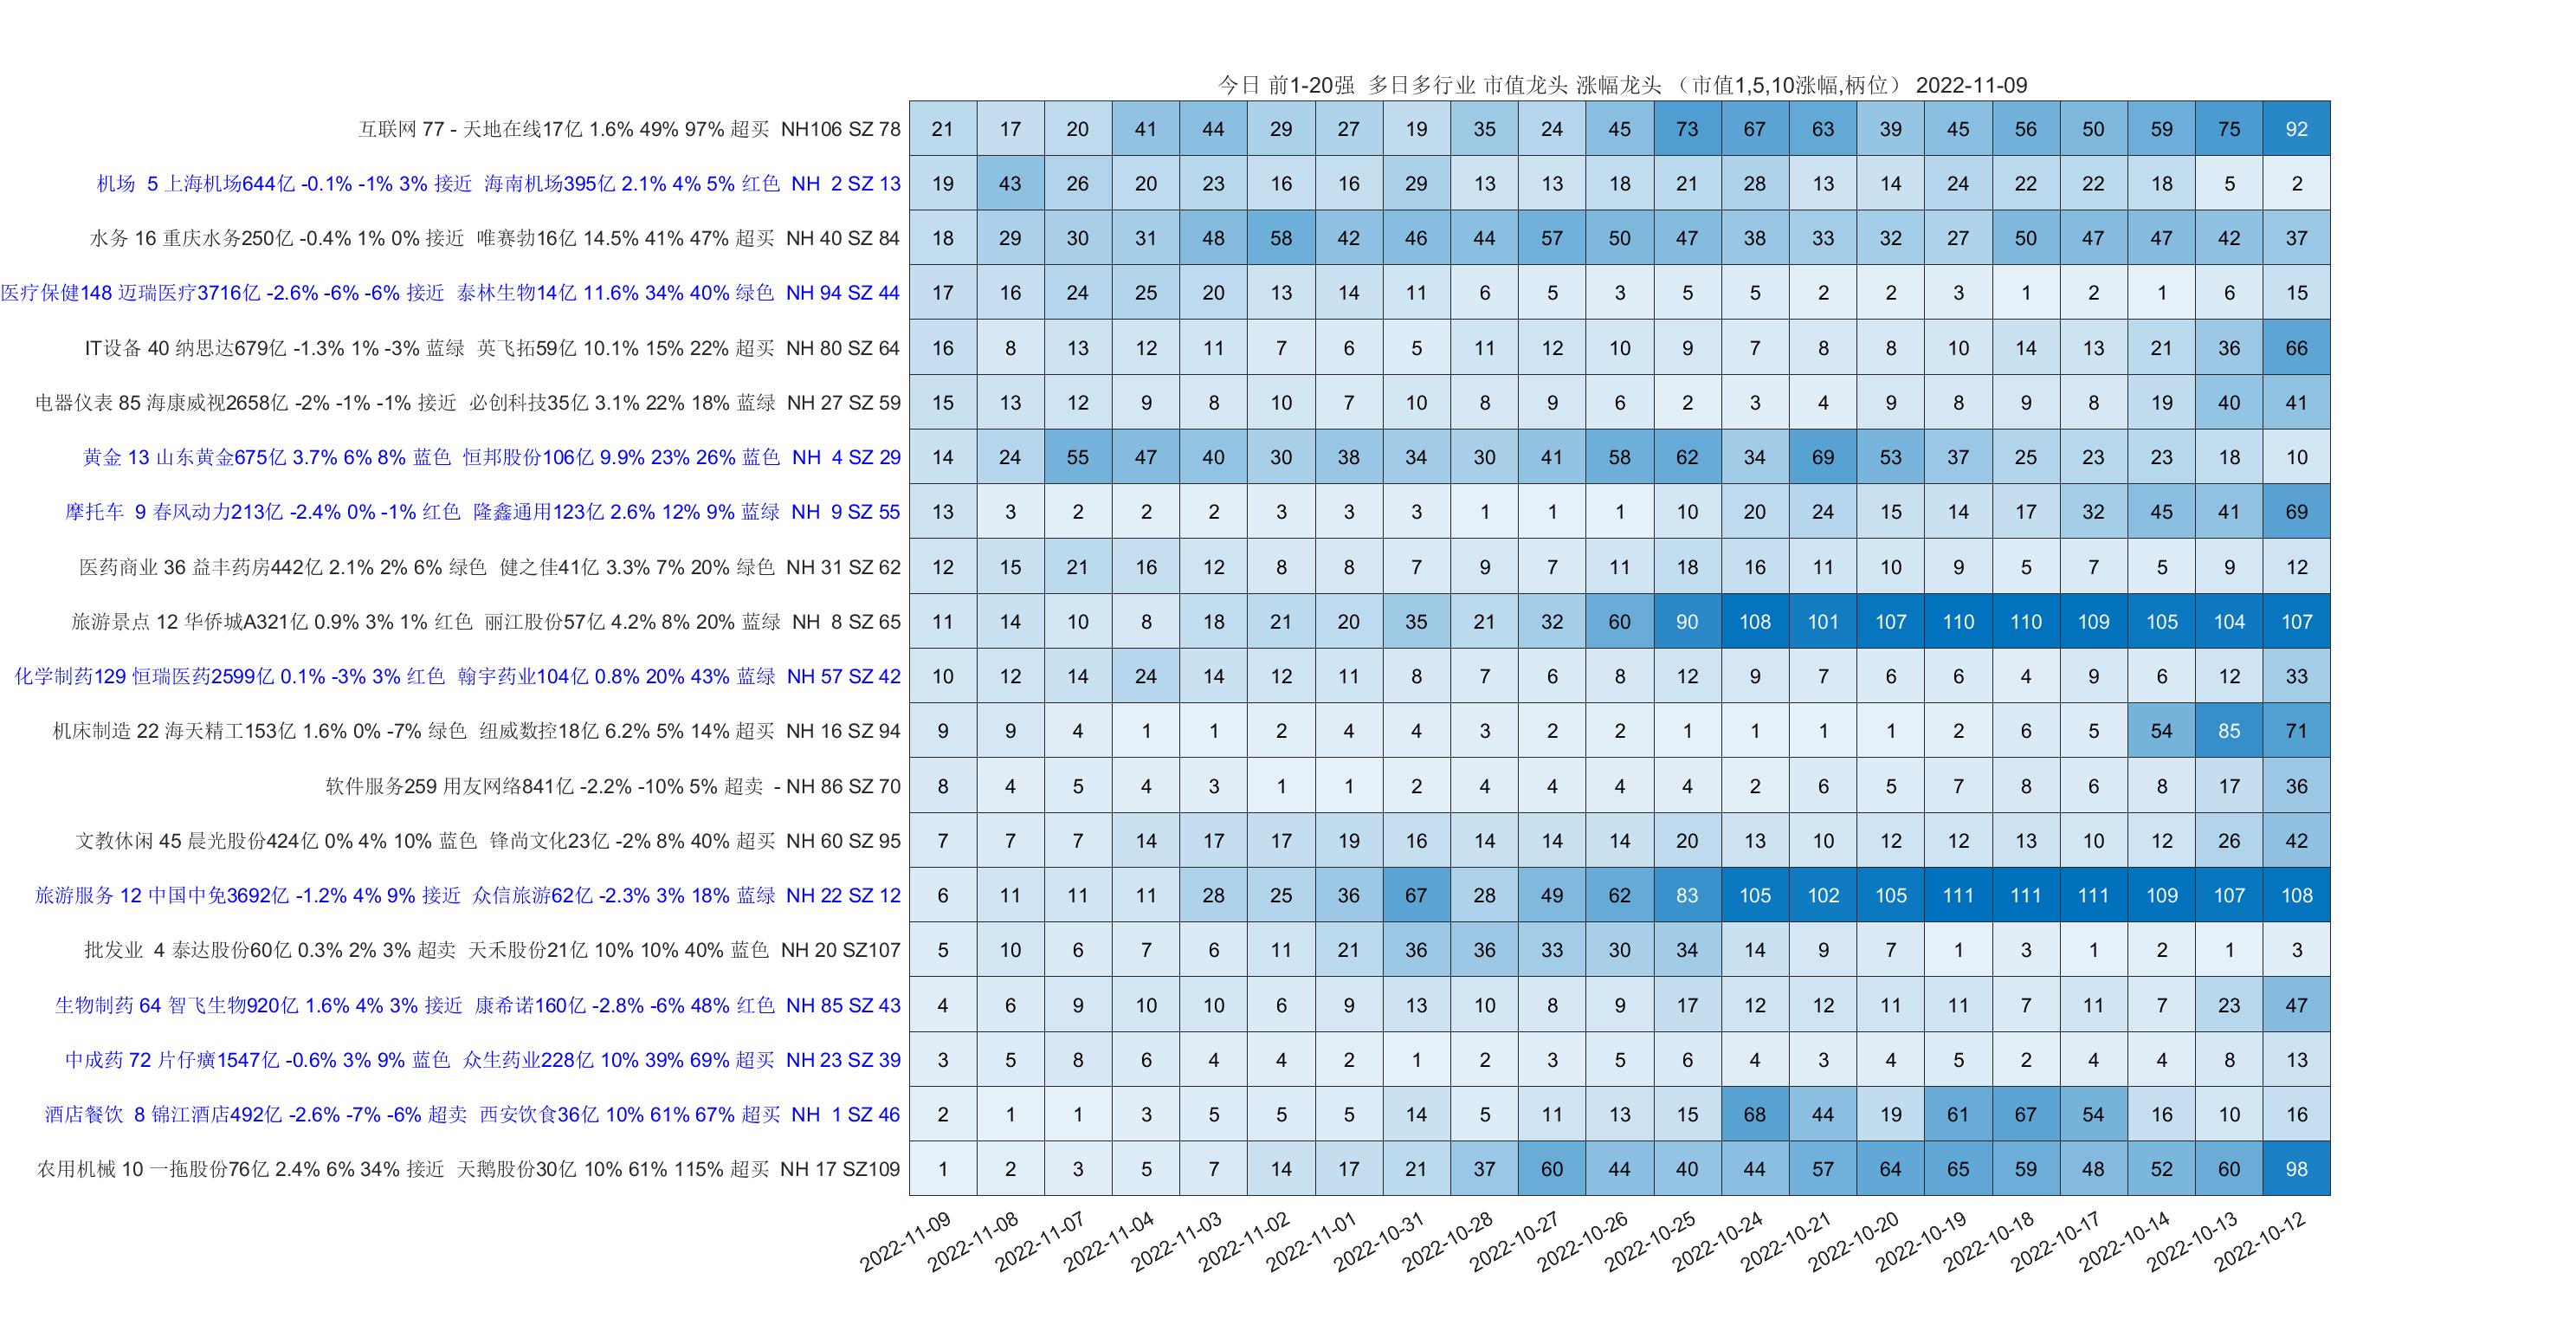 今日 前1-20强  多日多行业 市值龙头 涨幅龙头 （市值1,5,10涨幅,柄位） 2022-11-09
互联网 77 - 天地在线17亿 1.6% 49% 97% 超买  NH106 SZ 78 21 17 20 41 44 29 27 19 35 24 45 73 67 63 39 45 56 50 59 75 92
机场  5 上海机场644亿 -0.1% -1% 3% 接近  海南机场395亿 2.1% 4% 5% 红色  NH  2 SZ 13 19 43 26 20 23 16 16 29 13 13 18 21 28 13 14 24 22 22 18 5 2
水务 16 重庆水务250亿 -0.4% 1% 0% 接近  唯赛勃16亿 14.5% 41% 47% 超买  NH 40 SZ 84 18 29 30 31 48 58 42 46 44 57 50 47 38 33 32 27 50 47 47 42 37
医疗保健148 迈瑞医疗3716亿 -2.6% -6% -6% 接近  泰林生物14亿 11.6% 34% 40% 绿色  NH 94 SZ 44 17 16 24 25 20 13 14 11 6 5 3 5 5 2 2 3 1 2 1 6 15
IT设备 40 纳思达679亿 -1.3% 1% -3% 蓝绿  英飞拓59亿 10.1% 15% 22% 超买  NH 80 SZ 64 16 8 13 12 11 7 6 5 11 12 10 9 7 8 8 10 14 13 21 36 66
电器仪表 85 海康威视2658亿 -2% -1% -1% 接近  必创科技35亿 3.1% 22% 18% 蓝绿  NH 27 SZ 59 15 13 12 9 8 10 7 10 8 9 6 2 3 4 9 8 9 8 19 40 41
黄金 13 山东黄金675亿 3.7% 6% 8% 蓝色  恒邦股份106亿 9.9% 23% 26% 蓝色  NH  4 SZ 29 14 24 55 47 40 30 38 34 30 41 58 62 34 69 53 37 25 23 23 18 10
摩托车  9 春风动力213亿 -2.4% 0% -1% 红色  隆鑫通用123亿 2.6% 12% 9% 蓝绿  NH  9 SZ 55 13 3 2 2 2 3 3 3 1 1 1 10 20 24 15 14 17 32 45 41 69
医药商业 36 益丰药房442亿 2.1% 2% 6% 绿色  健之佳41亿 3.3% 7% 20% 绿色  NH 31 SZ 62 12 15 21 16 12 8 8 7 9 7 11 18 16 11 10 9 5 7 5 9 12
旅游景点 12 华侨城A321亿 0.9% 3% 1% 红色  丽江股份57亿 4.2% 8% 20% 蓝绿  NH  8 SZ 65 11 14 10 8 18 21 20 35 21 32 60 90 108 101 107 110 110 109 105 104 107
化学制药129 恒瑞医药2599亿 0.1% -3% 3% 红色  翰宇药业104亿 0.8% 20% 43% 蓝绿  NH 57 SZ 42 10 12 14 24 14 12 11 8 7 6 8 12 9 7 6 6 4 9 6 12 33
机床制造 22 海天精工153亿 1.6% 0% -7% 绿色  纽威数控18亿 6.2% 5% 14% 超买  NH 16 SZ 94 9 9 4 1 1 2 4 4 3 2 2 1 1 1 1 2 6 5 54 85 71
软件服务259 用友网络841亿 -2.2% -10% 5% 超卖  - NH 86 SZ 70 8 4 5 4 3 1 1 2 4 4 4 4 2 6 5 7 8 6 8 17 36
文教休闲 45 晨光股份424亿 0% 4% 10% 蓝色  锋尚文化23亿 -2% 8% 40% 超买  NH 60 SZ 95 7 7 7 14 17 17 19 16 14 14 14 20 13 10 12 12 13 10 12 26 42
旅游服务 12 中国中免3692亿 -1.2% 4% 9% 接近  众信旅游62亿 -2.3% 3% 18% 蓝绿  NH 22 SZ 12 6 11 11 11 28 25 36 67 28 49 62 83 105 102 105 111 111 111 109 107 108
批发业  4 泰达股份60亿 0.3% 2% 3% 超卖  天禾股份21亿 10% 10% 40% 蓝色  NH 20 SZ107 5 10 6 7 6 11 21 36 36 33 30 34 14 9 7 1 3 1 2 1 3
生物制药 64 智飞生物920亿 1.6% 4% 3% 接近  康希诺160亿 -2.8% -6% 48% 红色  NH 85 SZ 43 4 6 9 10 10 6 9 13 10 8 9 17 12 12 11 11 7 11 7 23 47
中成药 72 片仔癀1547亿 -0.6% 3% 9% 蓝色  众生药业228亿 10% 39% 69% 超买  NH 23 SZ 39 3 5 8 6 4 4 2 1 2 3 5 6 4 3 4 5 2 4 4 8 13
酒店餐饮  8 锦江酒店492亿 -2.6% -7% -6% 超卖  西安饮食36亿 10% 61% 67% 超买  NH  1 SZ 46 2 1 1 3 5 5 5 14 5 11 13 15 68 44 19 61 67 54 16 10 16
农用机械 10 一拖股份76亿 2.4% 6% 34% 接近  天鹅股份30亿 10% 61% 115% 超买  NH 17 SZ109 1 2 3 5 7 14 17 21 37 60 44 40 44 57 64 65 59 48 52 60 98
2022-11-09 2022-11-08 2022-11-07 2022-11-04 2022-11-03 2022-11-02 2022-11-01 2022-10-31 2022-10-28 2022-10-27 2022-10-26 2022-10-25 2022-10-24 2022-10-21 2022-10-20 2022-10-19 2022-10-18 2022-10-17 2022-10-14 2022-10-13 2022-10-12